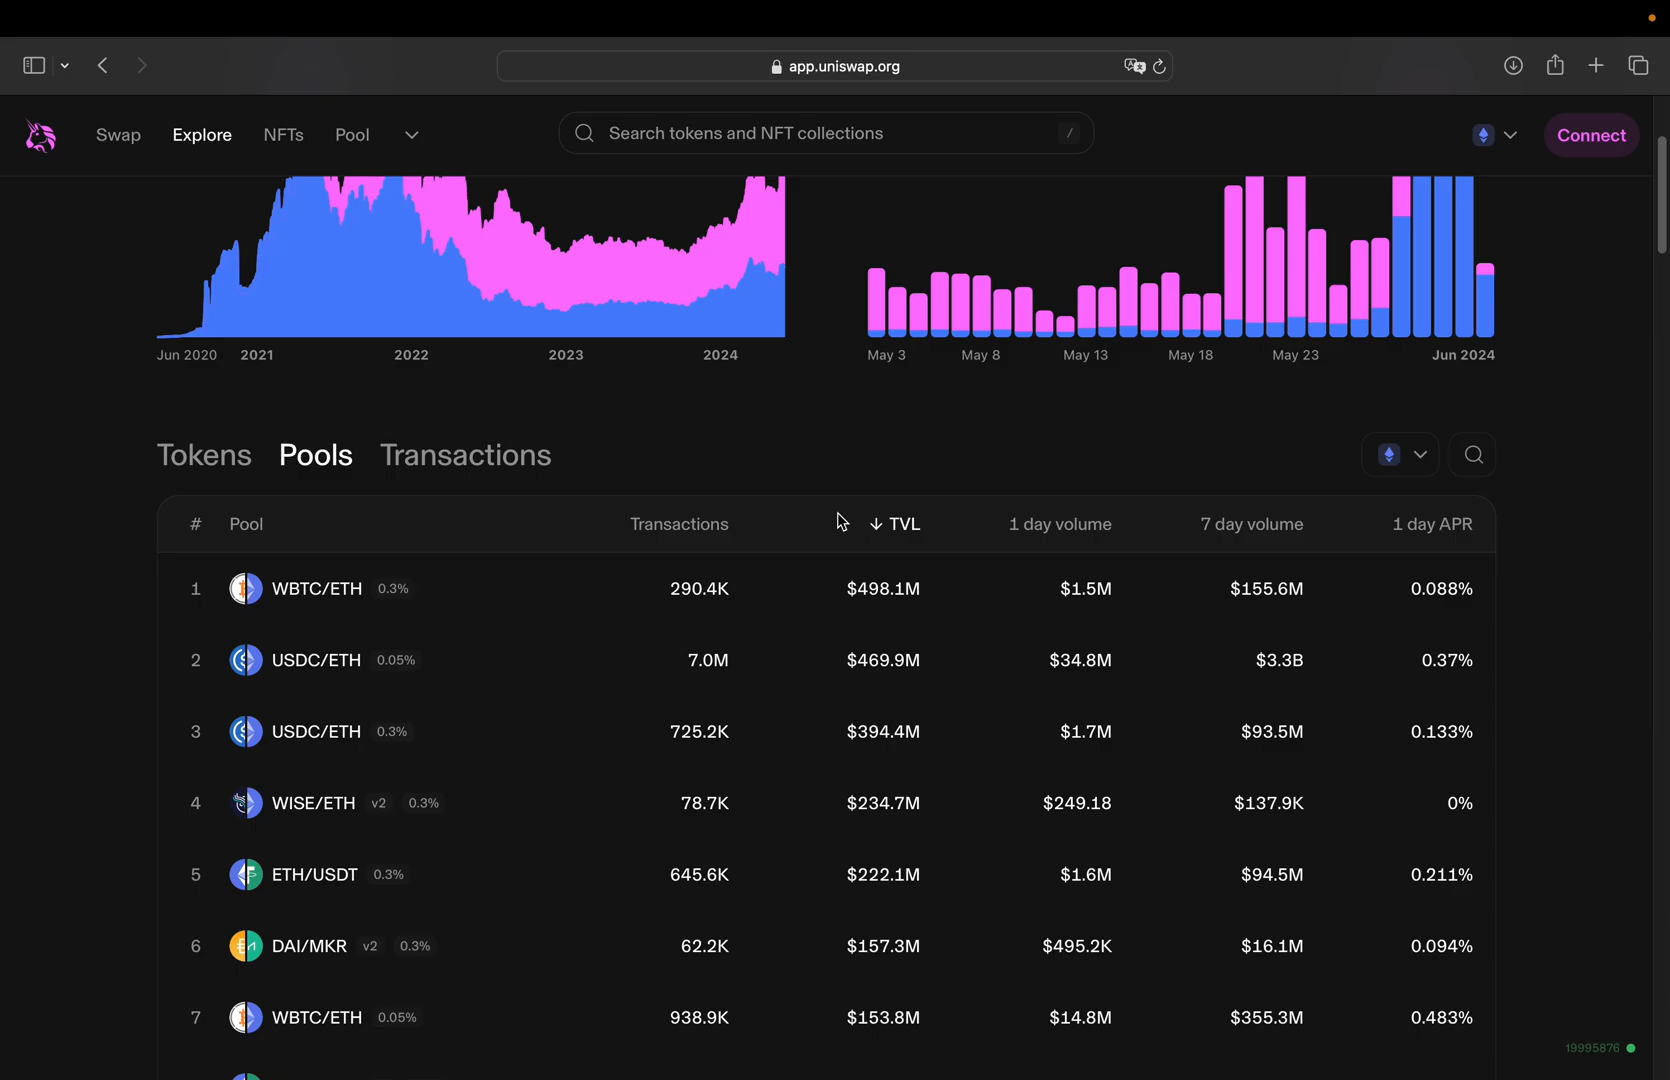 app.uniswap.org
Swap Explore NFTs Pool Search tokens and NFT collections / Connect
Jun 2020 2021 2022 2023 2024
May 3 May 8 May 13 May 18 May 23 Jun 2024
Tokens Pools Transactions
# Pool Transactions ↓ TVL 1 day volume 7 day volume 1 day APR
1 WBTC/ETH 0.3% 290.4K $498.1M $1.5M $155.6M 0.088%
2 USDC/ETH 0.05% 7.0M $469.9M $34.8M $3.3B 0.37%
3 USDC/ETH 0.3% 725.2K $394.4M $1.7M $93.5M 0.133%
4 WISE/ETH v2 0.3% 78.7K $234.7M $249.18 $137.9K 0%
5 ETH/USDT 0.3% 645.6K $222.1M $1.6M $94.5M 0.211%
6 DAI/MKR v2 0.3% 62.2K $157.3M $495.2K $16.1M 0.094%
7 WBTC/ETH 0.05% 938.9K $153.8M $14.8M $355.3M 0.483%
19995876